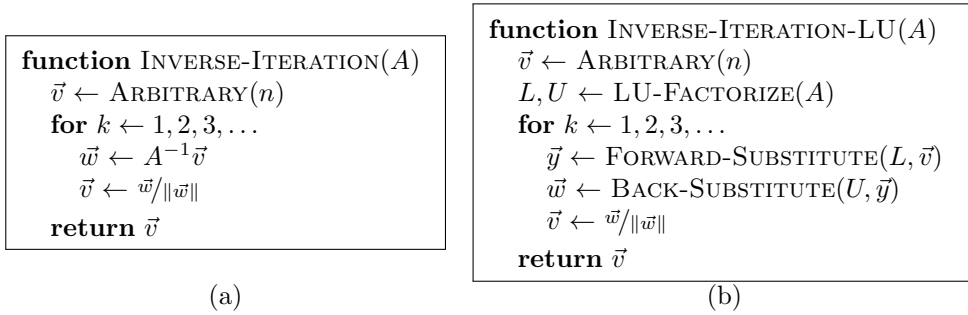 function INVERSE-ITERATION(A)
v⃗ ← ARBITRARY(n)
for k ← 1, 2, 3, . . .
w⃗ ← A⁻¹v⃗
v⃗ ← w⃗/‖w⃗‖
return v⃗
(a)
function INVERSE-ITERATION-LU(A)
v⃗ ← ARBITRARY(n)
L, U ← LU-FACTORIZE(A)
for k ← 1, 2, 3, . . .
y⃗ ← FORWARD-SUBSTITUTE(L, v⃗)
w⃗ ← BACK-SUBSTITUTE(U, y⃗)
v⃗ ← w⃗/‖w⃗‖
return v⃗
(b)